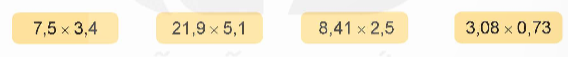 7,5 × 3,4 21,9 × 5,1 8,41 × 2,5 3,08 × 0,73